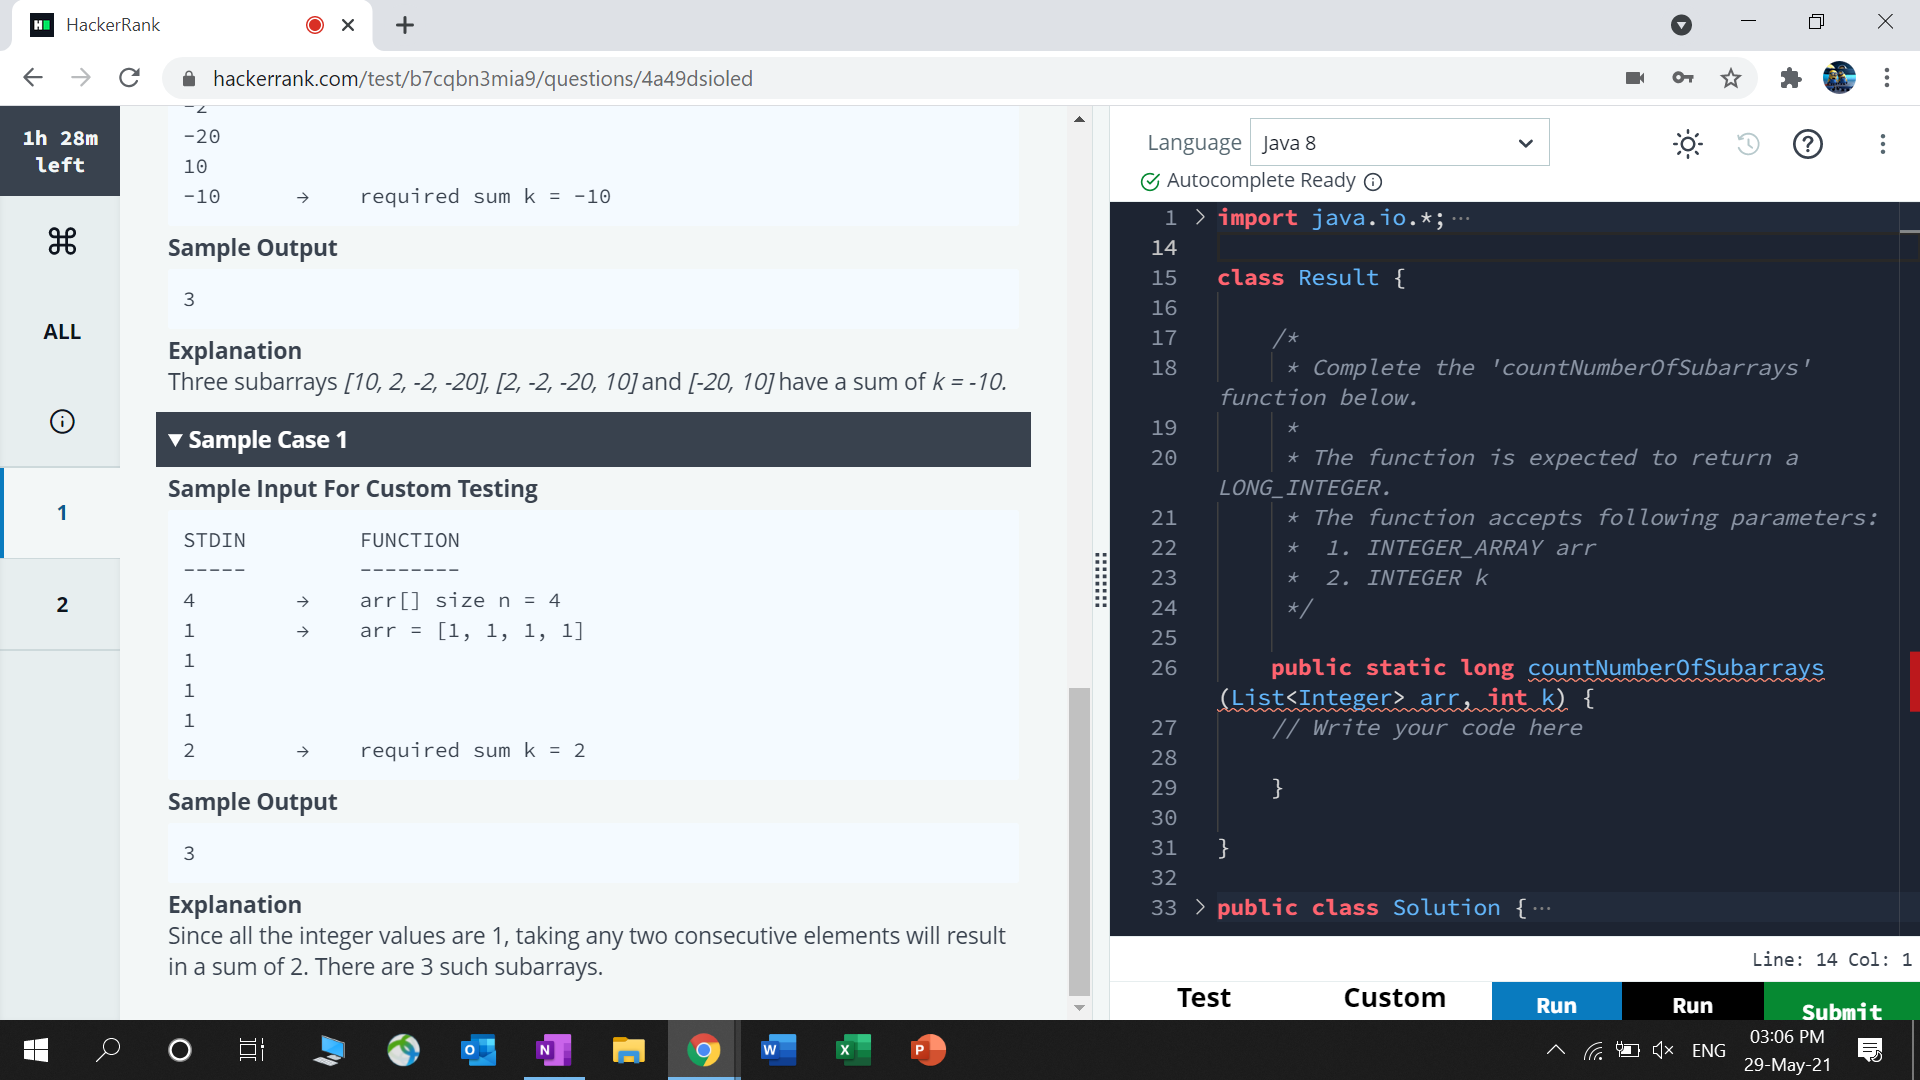 HackerRank
hackerrank.com/test/b7cqbn3mia9/questions/4a49dsioled
1h 28m
left
ALL
1
2
-2
-20
10
-10 → required sum k = -10
Sample Output
3
Explanation
Three subarrays [10, 2, -2, -20], [2, -2, -20, 10] and [-20, 10] have a sum of k = -10.
▼ Sample Case 1
Sample Input For Custom Testing
STDIN FUNCTION
----- --------
4 → arr[] size n = 4
1 → arr = [1, 1, 1, 1]
1
1
1
2 → required sum k = 2
Sample Output
3
Explanation
Since all the integer values are 1, taking any two consecutive elements will result
in a sum of 2. There are 3 such subarrays.
Language Java 8
Autocomplete Ready
1 > import java.io.*; ···
14
15 class Result {
16
17 /*
18 * Complete the 'countNumberOfSubarrays'
function below.
19 *
20 * The function is expected to return a
LONG_INTEGER.
21 * The function accepts following parameters:
22 * 1. INTEGER_ARRAY arr
23 * 2. INTEGER k
24 */
25
26 public static long countNumberOfSubarrays
(List<Integer> arr, int k) {
27 // Write your code here
28
29 }
30
31 }
32
33 > public class Solution { ···
Line: 14 Col: 1
Test Custom Run Run Submit
ENG
03:06 PM
29-May-21